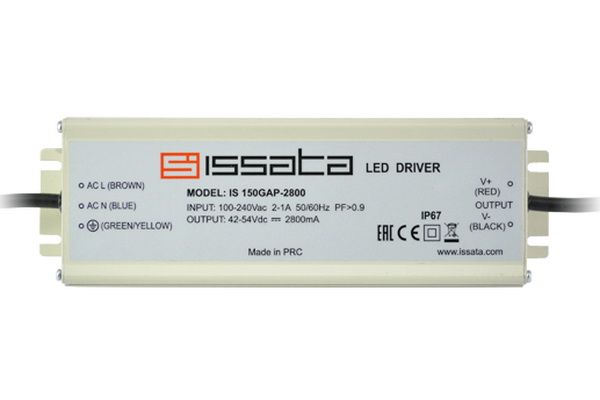 issata LED DRIVER
MODEL: IS 150GAP-2800
INPUT: 100-240Vac 2-1A 50/60Hz PF>0.9
OUTPUT: 42-54Vdc ⎓ 2800mA
Made in PRC
AC L (BROWN)
AC N (BLUE)
(GREEN/YELLOW)
IP67
EAC CE
V+
(RED)
OUTPUT
V-
(BLACK)
www.issata.com